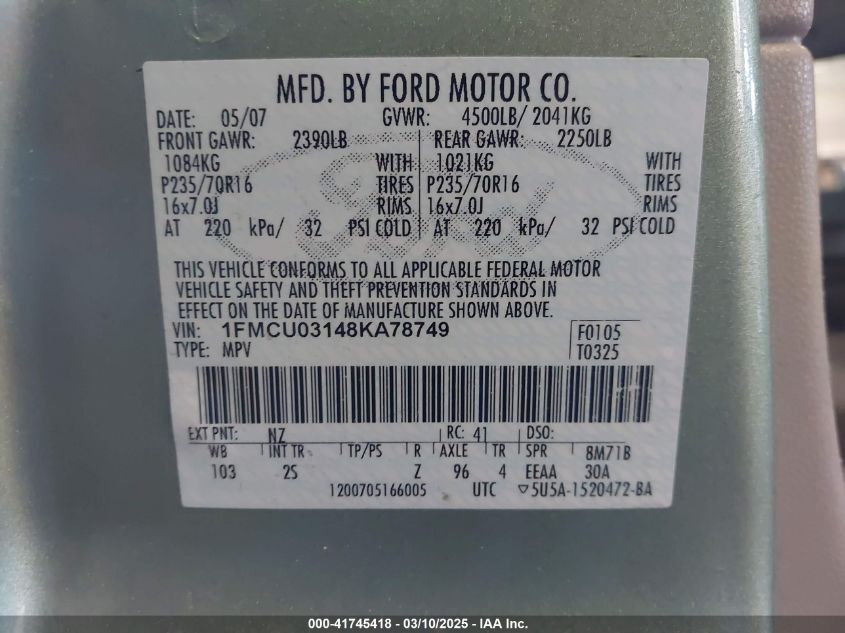 MFD. BY FORD MOTOR CO.
DATE: 05/07 GVWR: 4500LB/ 2041KG
FRONT GAWR: 2390LB REAR GAWR: 2250LB
1084KG WITH 1021KG WITH
P235/70R16 TIRES P235/70R16 TIRES
16x7.0J RIMS 16x7.0J RIMS
AT 220 kPa/ 32 PSI COLD AT 220 kPa/ 32 PSI COLD
THIS VEHICLE CONFORMS TO ALL APPLICABLE FEDERAL MOTOR
VEHICLE SAFETY AND THEFT PREVENTION STANDARDS IN
EFFECT ON THE DATE OF MANUFACTURE SHOWN ABOVE.
VIN: 1FMCU03148KA78749 F0105
TYPE: MPV T0325
EXT PNT: NZ RC: 41 DSO:
WB INT TR TP/PS R AXLE TR SPR 8M71B
103 2S Z 96 4 EEAA 30A
1200705166005 UTC ▽5U5A-1520472-BA
000-41745418 - 03/10/2025 - IAA Inc.